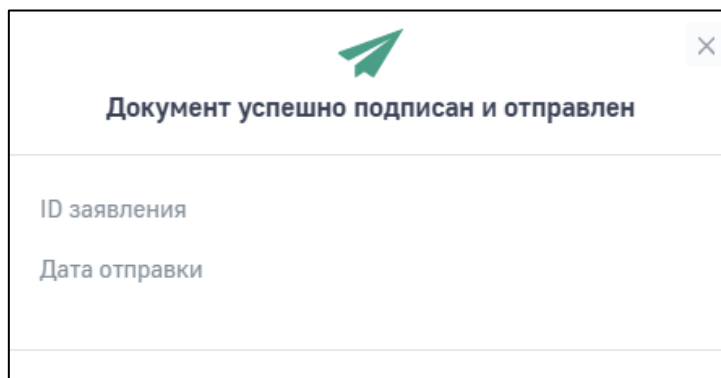 Документ успешно подписан и отправлен
ID заявления
Дата отправки